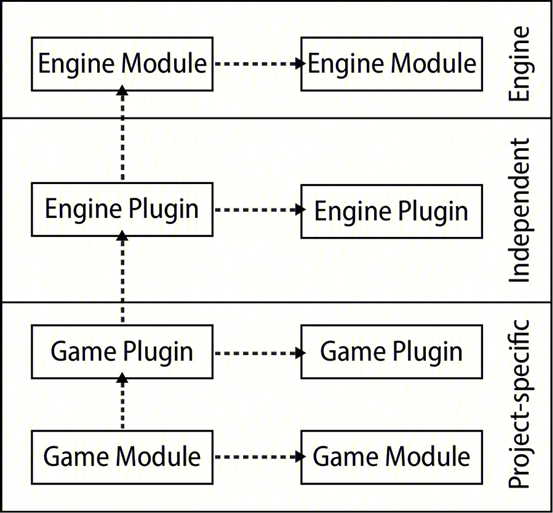 Engine Module
Engine Module
Engine
Engine Plugin
Engine Plugin
Independent
Game Plugin
Game Plugin
Game Module
Game Module
Project-specific